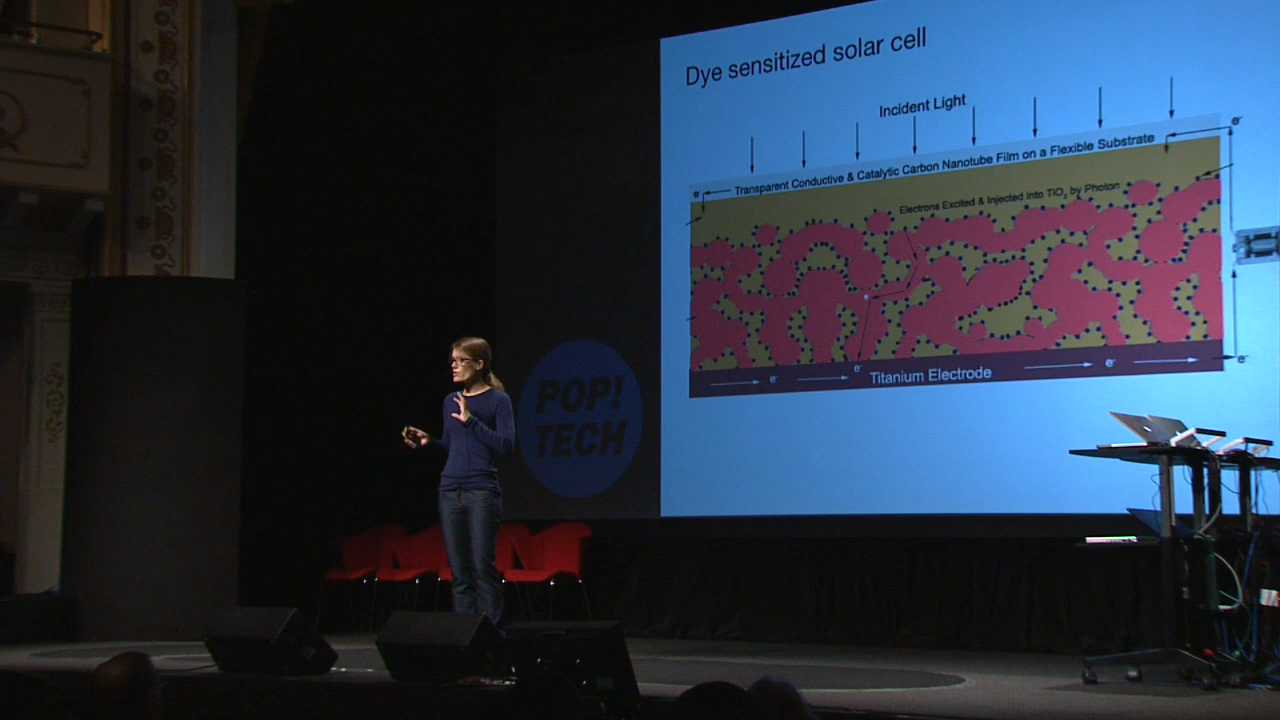 Dye sensitized solar cell
Incident Light
e-
Transparent Conductive & Catalytic Carbon Nanotube Film on a Flexible Substrate
e-
Electrons Excited & Injected into TiO2 by Photon
e-
e-
e-
e-
Titanium Electrode
POP!
TECH